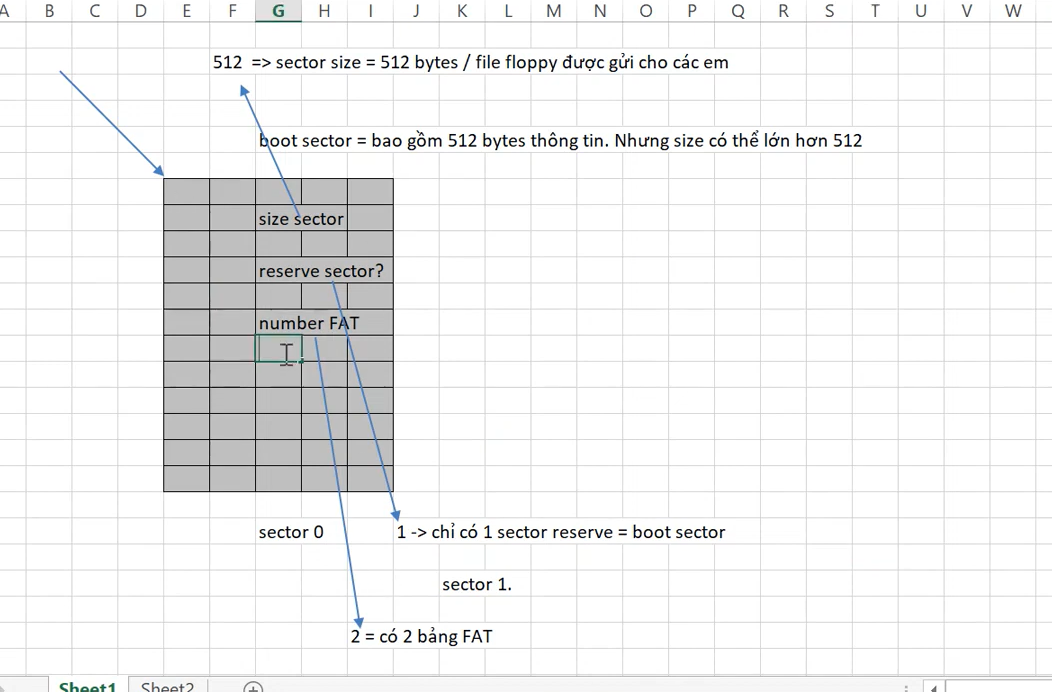 A B C D E F G H I J K L M N O P Q R S T U V W
512 => sector size = 512 bytes / file floppy được gửi cho các em
boot sector = bao gồm 512 bytes thông tin. Nhưng size có thể lớn hơn 512
size sector
reserve sector?
number FAT
sector 0
1 -> chỉ có 1 sector reserve = boot sector
sector 1.
2 = có 2 bảng FAT
Sheet1 Sheet2